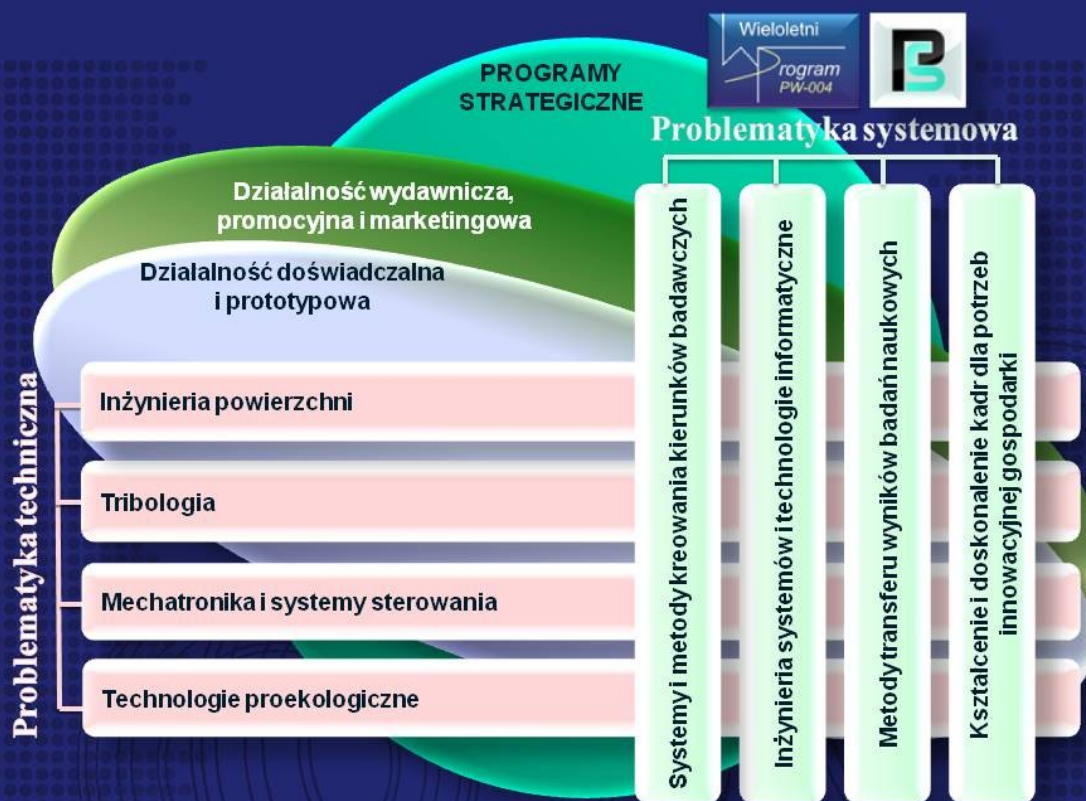 Wieloletni
Program
PW-004
PS
PROGRAMY
STRATEGICZNE
Problematyka systemowa
Działalność wydawnicza,
promocyjna i marketingowa
Działalność doświadczalna
i prototypowa
Problematyka techniczna
Inżynieria powierzchni
Tribologia
Mechatronika i systemy sterowania
Technologie proekologiczne
Systemy i metody kreowania kierunków badawczych
Inżynieria systemów i technologie informatyczne
Metody transferu wyników badań naukowych
Kształcenie i doskonalenie kadr dla potrzeb
innowacyjnej gospodarki